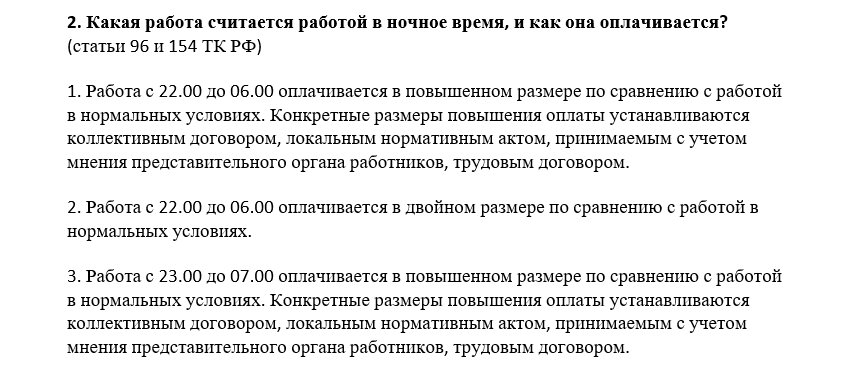 2. Какая работа считается работой в ночное время, и как она оплачивается?
(статьи 96 и 154 ТК РФ)
1. Работа с 22.00 до 06.00 оплачивается в повышенном размере по сравнению с работой
в нормальных условиях. Конкретные размеры повышения оплаты устанавливаются
коллективным договором, локальным нормативным актом, принимаемым с учетом
мнения представительного органа работников, трудовым договором.
2. Работа с 22.00 до 06.00 оплачивается в двойном размере по сравнению с работой в
нормальных условиях.
3. Работа с 23.00 до 07.00 оплачивается в повышенном размере по сравнению с работой
в нормальных условиях. Конкретные размеры повышения оплаты устанавливаются
коллективным договором, локальным нормативным актом, принимаемым с учетом
мнения представительного органа работников, трудовым договором.